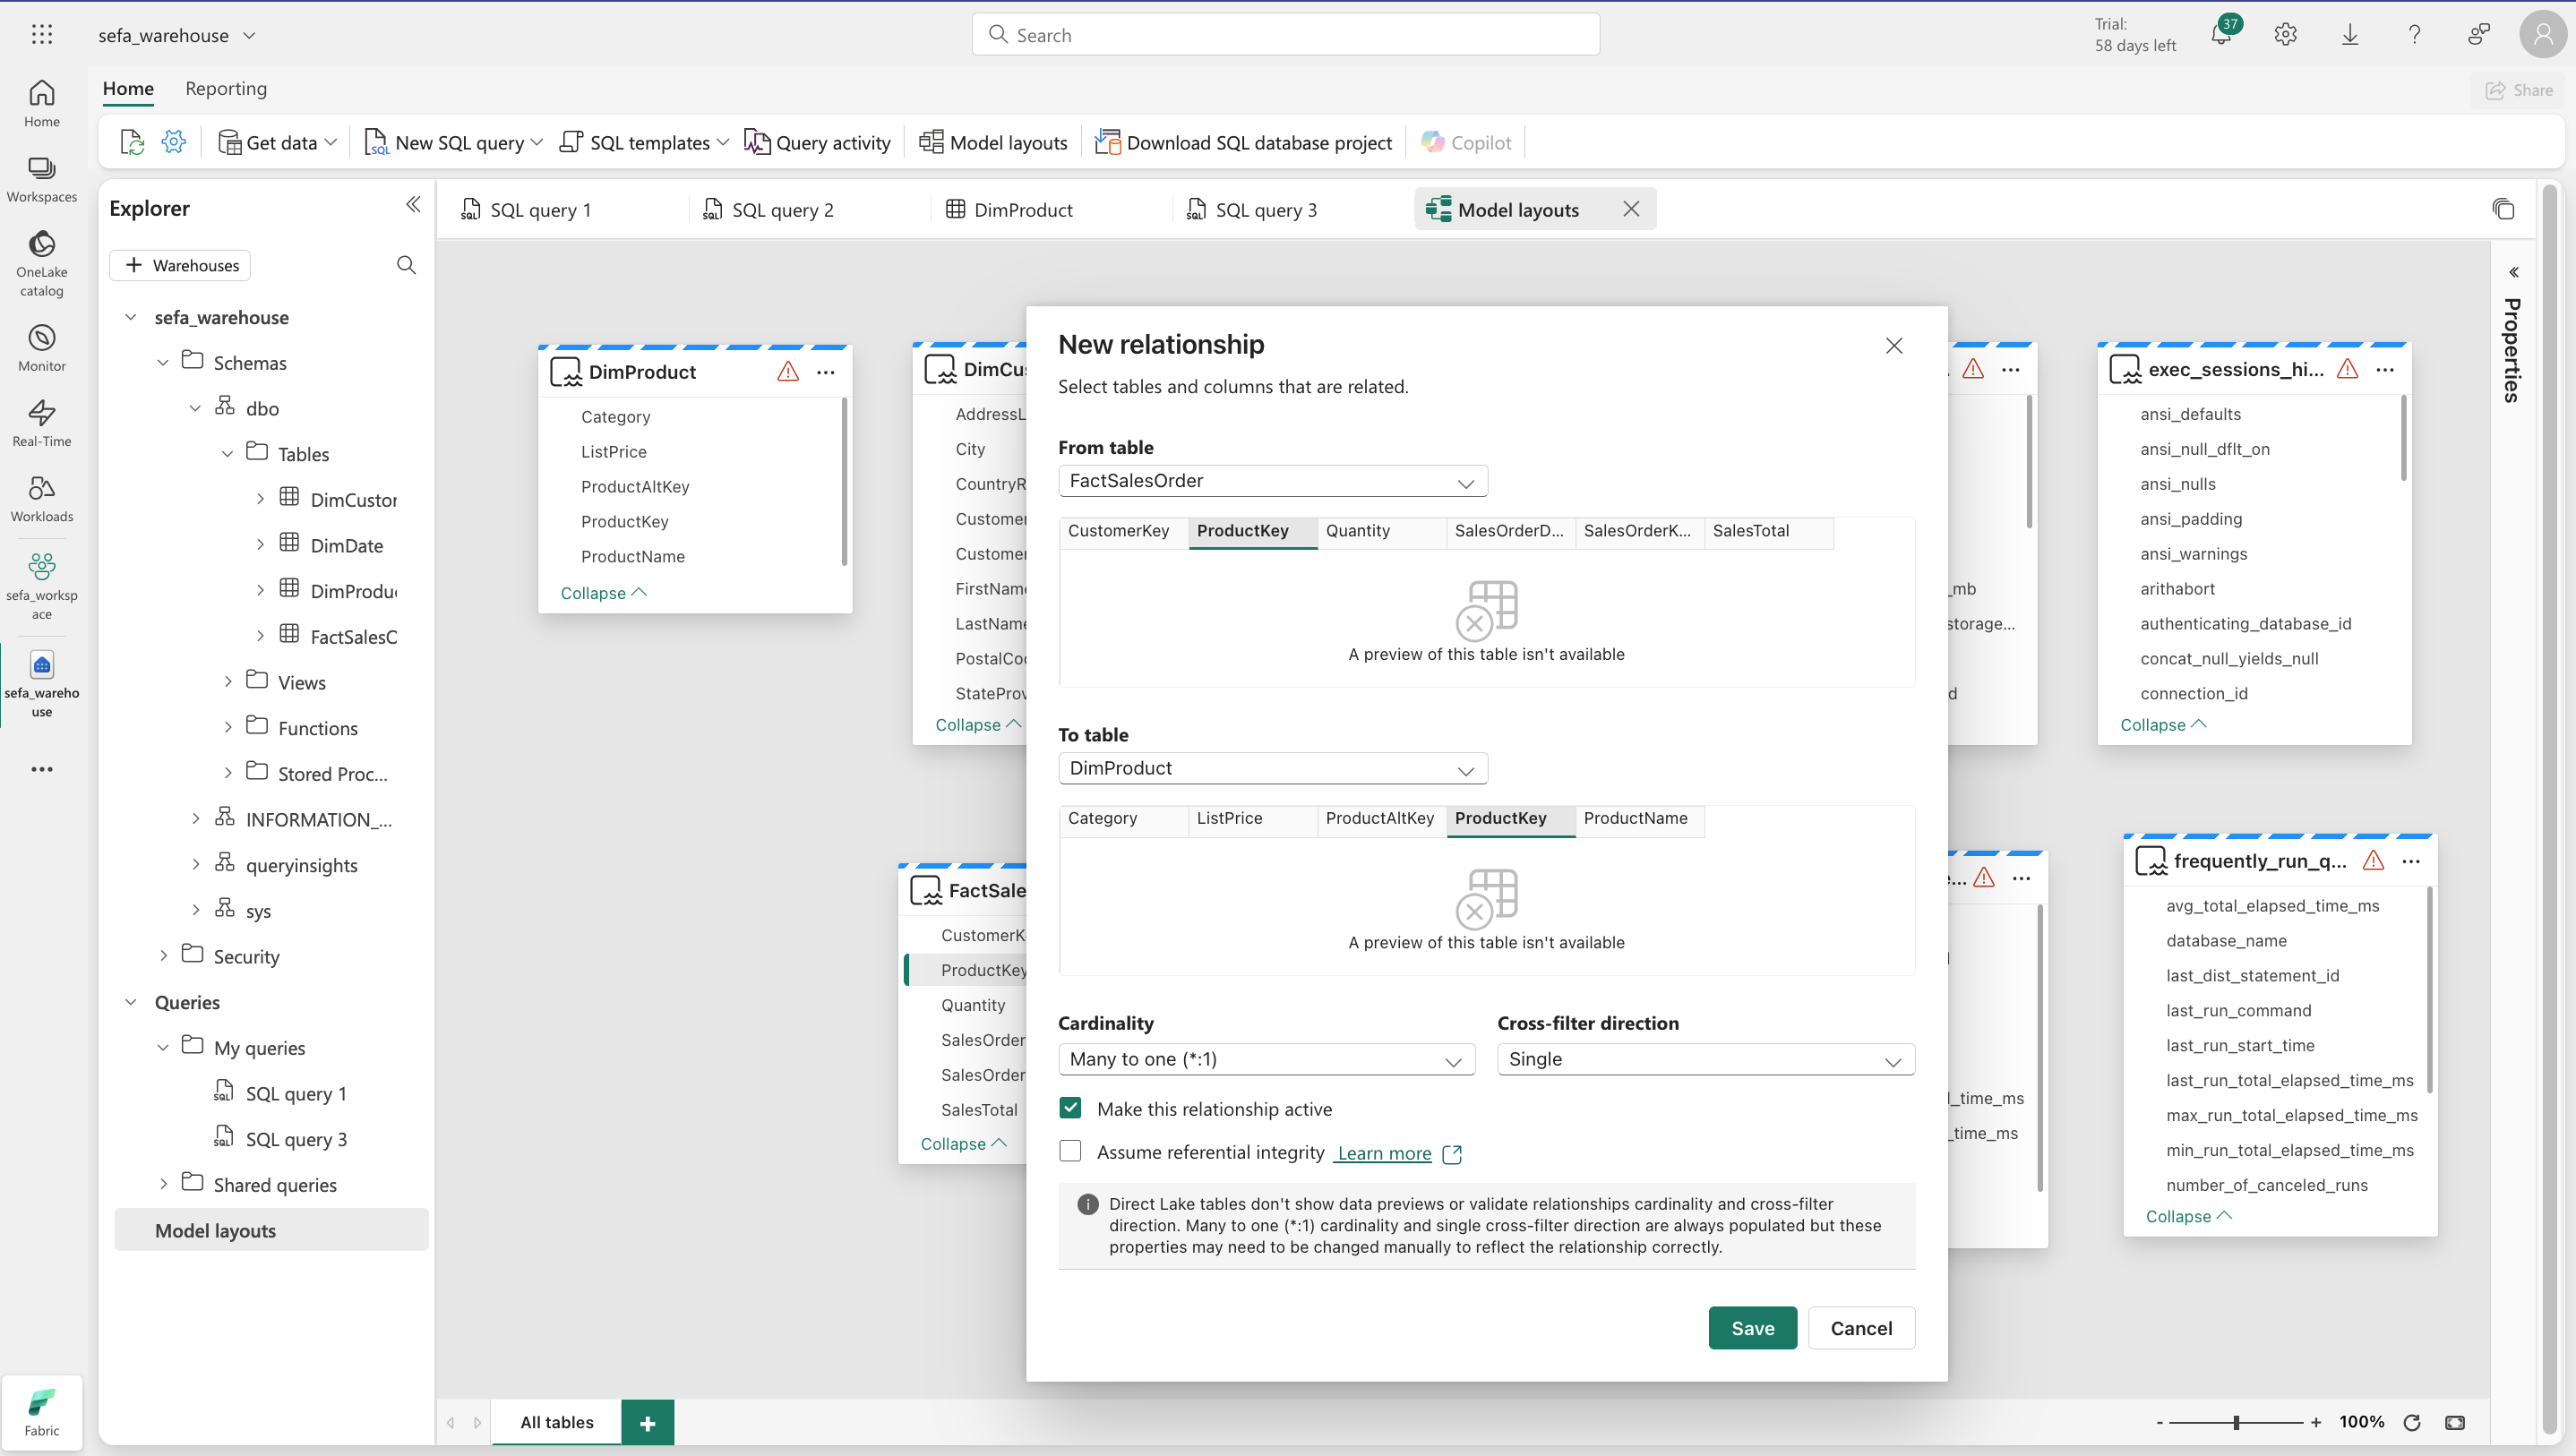 sefa_warehouse
Search
Trial:
58 days left
37
Home
Reporting
Share
Get data
New SQL query
SQL templates
Query activity
Model layouts
Download SQL database project
Copilot
Home
Workspaces
OneLake
catalog
Monitor
Real-Time
Workloads
sefa_worksp
ace
sefa_wareho
use
Fabric
Explorer
Warehouses
sefa_warehouse
Schemas
dbo
Tables
DimCustor
DimDate
DimProdu
FactSalesC
Views
Functions
Stored Proc...
INFORMATION_...
queryinsights
sys
Security
Queries
My queries
SQL query 1
SQL query 3
Shared queries
Model layouts
SQL query 1
SQL query 2
DimProduct
SQL query 3
Model layouts
Properties
DimProduct
Category
ListPrice
ProductAltKey
ProductKey
ProductName
Collapse
DimCu
AddressL
City
CountryR
Customer
Customer
FirstName
LastName
PostalCo
StateProv
Collapse
FactSale
CustomerK
ProductKey
Quantity
SalesOrder
SalesOrder
SalesTotal
Collapse
New relationship
Select tables and columns that are related.
From table
FactSalesOrder
CustomerKey ProductKey Quantity SalesOrderD... SalesOrderK... SalesTotal
A preview of this table isn't available
To table
DimProduct
Category ListPrice ProductAltKey ProductKey ProductName
A preview of this table isn't available
Cardinality
Many to one (*:1)
Cross-filter direction
Single
Make this relationship active
Assume referential integrity Learn more
Direct Lake tables don't show data previews or validate relationships cardinality and cross-filter
direction. Many to one (*:1) cardinality and single cross-filter direction are always populated but these
properties may need to be changed manually to reflect the relationship correctly.
Save
Cancel
_mb
storage...
d
e...
_time_ms
_time_ms
exec_sessions_hi...
ansi_defaults
ansi_null_dflt_on
ansi_nulls
ansi_padding
ansi_warnings
arithabort
authenticating_database_id
concat_null_yields_null
connection_id
Collapse
frequently_run_q...
avg_total_elapsed_time_ms
database_name
last_dist_statement_id
last_run_command
last_run_start_time
last_run_total_elapsed_time_ms
max_run_total_elapsed_time_ms
min_run_total_elapsed_time_ms
number_of_canceled_runs
Collapse
All tables
100%